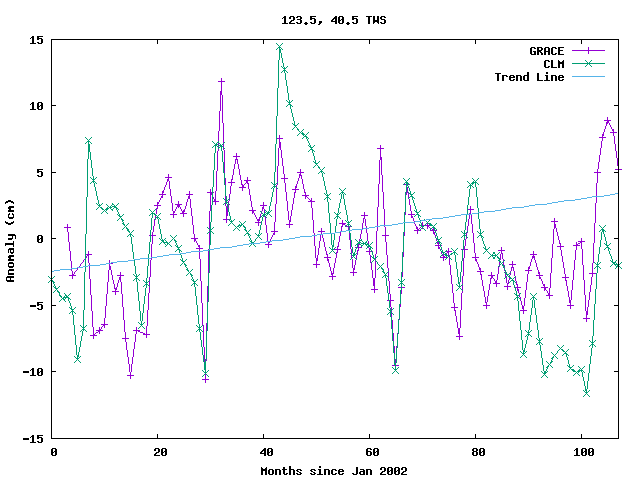 123.5, 40.5 TWS
GRACE
CLM
Trend Line
15
10
5
0
-5
-10
-15
Anomaly (cm)
0 20 40 60 80 100
Months since Jan 2002